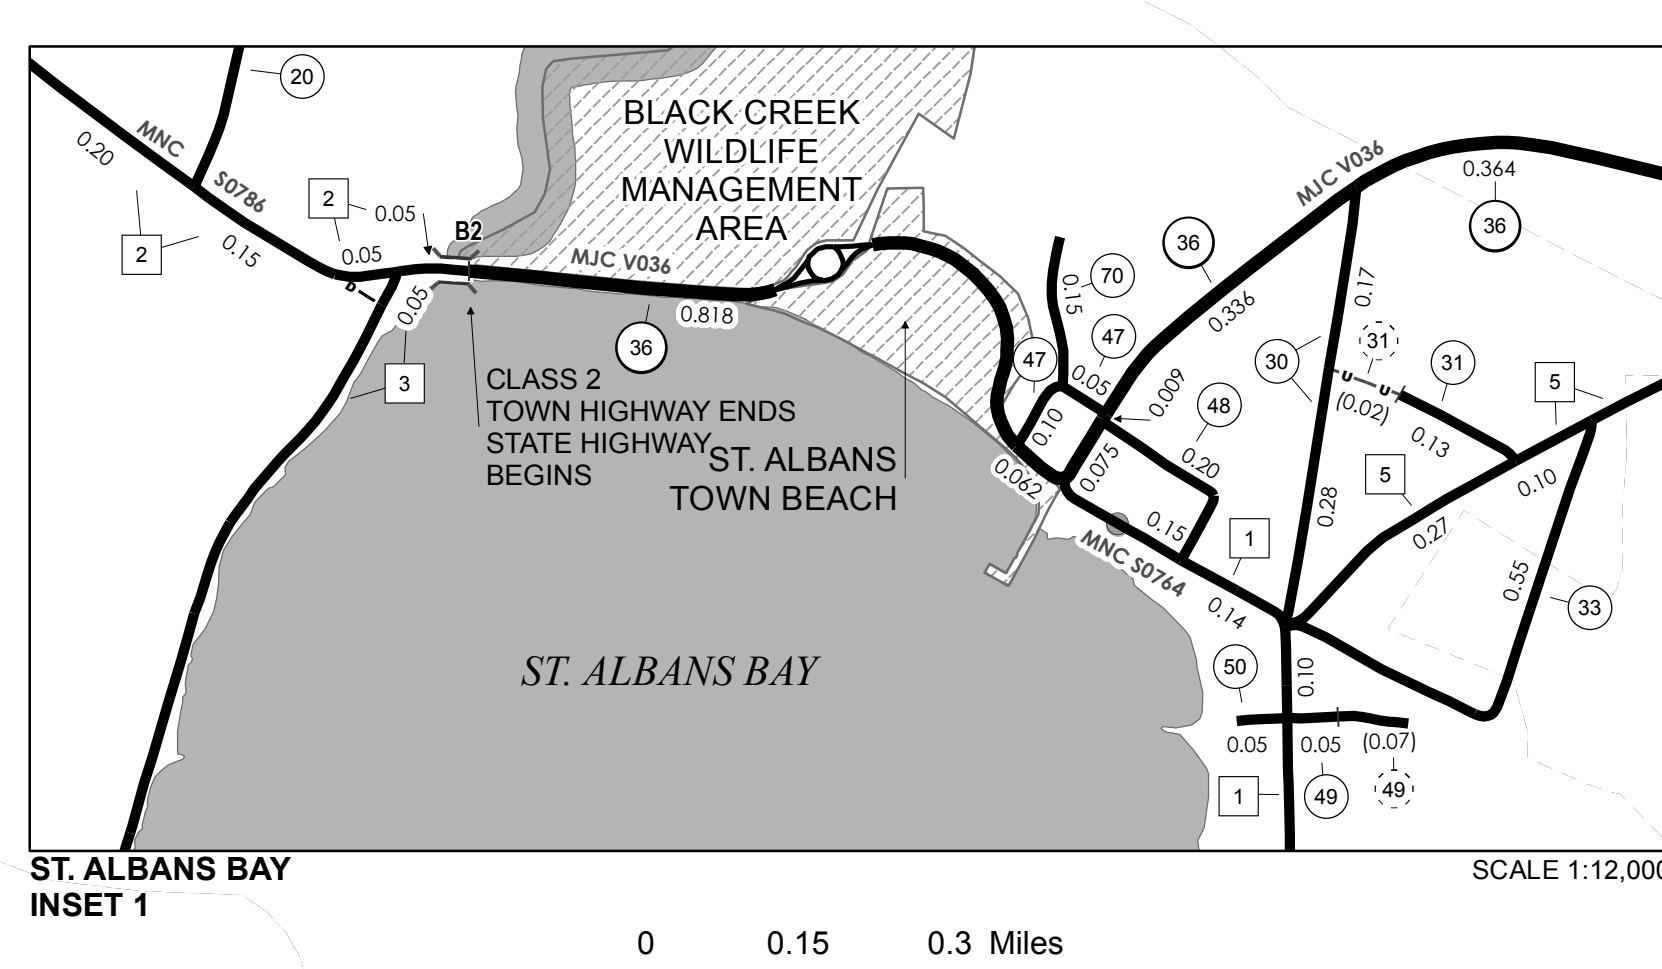 20
MNC
0.20
S0786
2
0.05
B2
2
0.15
0.05
D
0.05
3
BLACK CREEK
WILDLIFE
MANAGEMENT
AREA
MJC V036
0.818
36
CLASS 2
TOWN HIGHWAY ENDS
STATE HIGHWAY
BEGINS
ST. ALBANS
TOWN BEACH
MJC V036
0.364
36
36
70
0.15
0.336
0.17
47
47
0.05
0.009
48
30
31
31
U
U
(0.02)
5
0.13
0.10
0.075
0.20
0.062
5
0.10
0.28
0.27
0.15
1
MNC S0764
0.14
0.55
33
ST. ALBANS BAY
50
0.10
0.05
0.05
(0.07)
1
49
49
ST. ALBANS BAY
INSET 1
SCALE 1:12,000
0 0.15 0.3 Miles